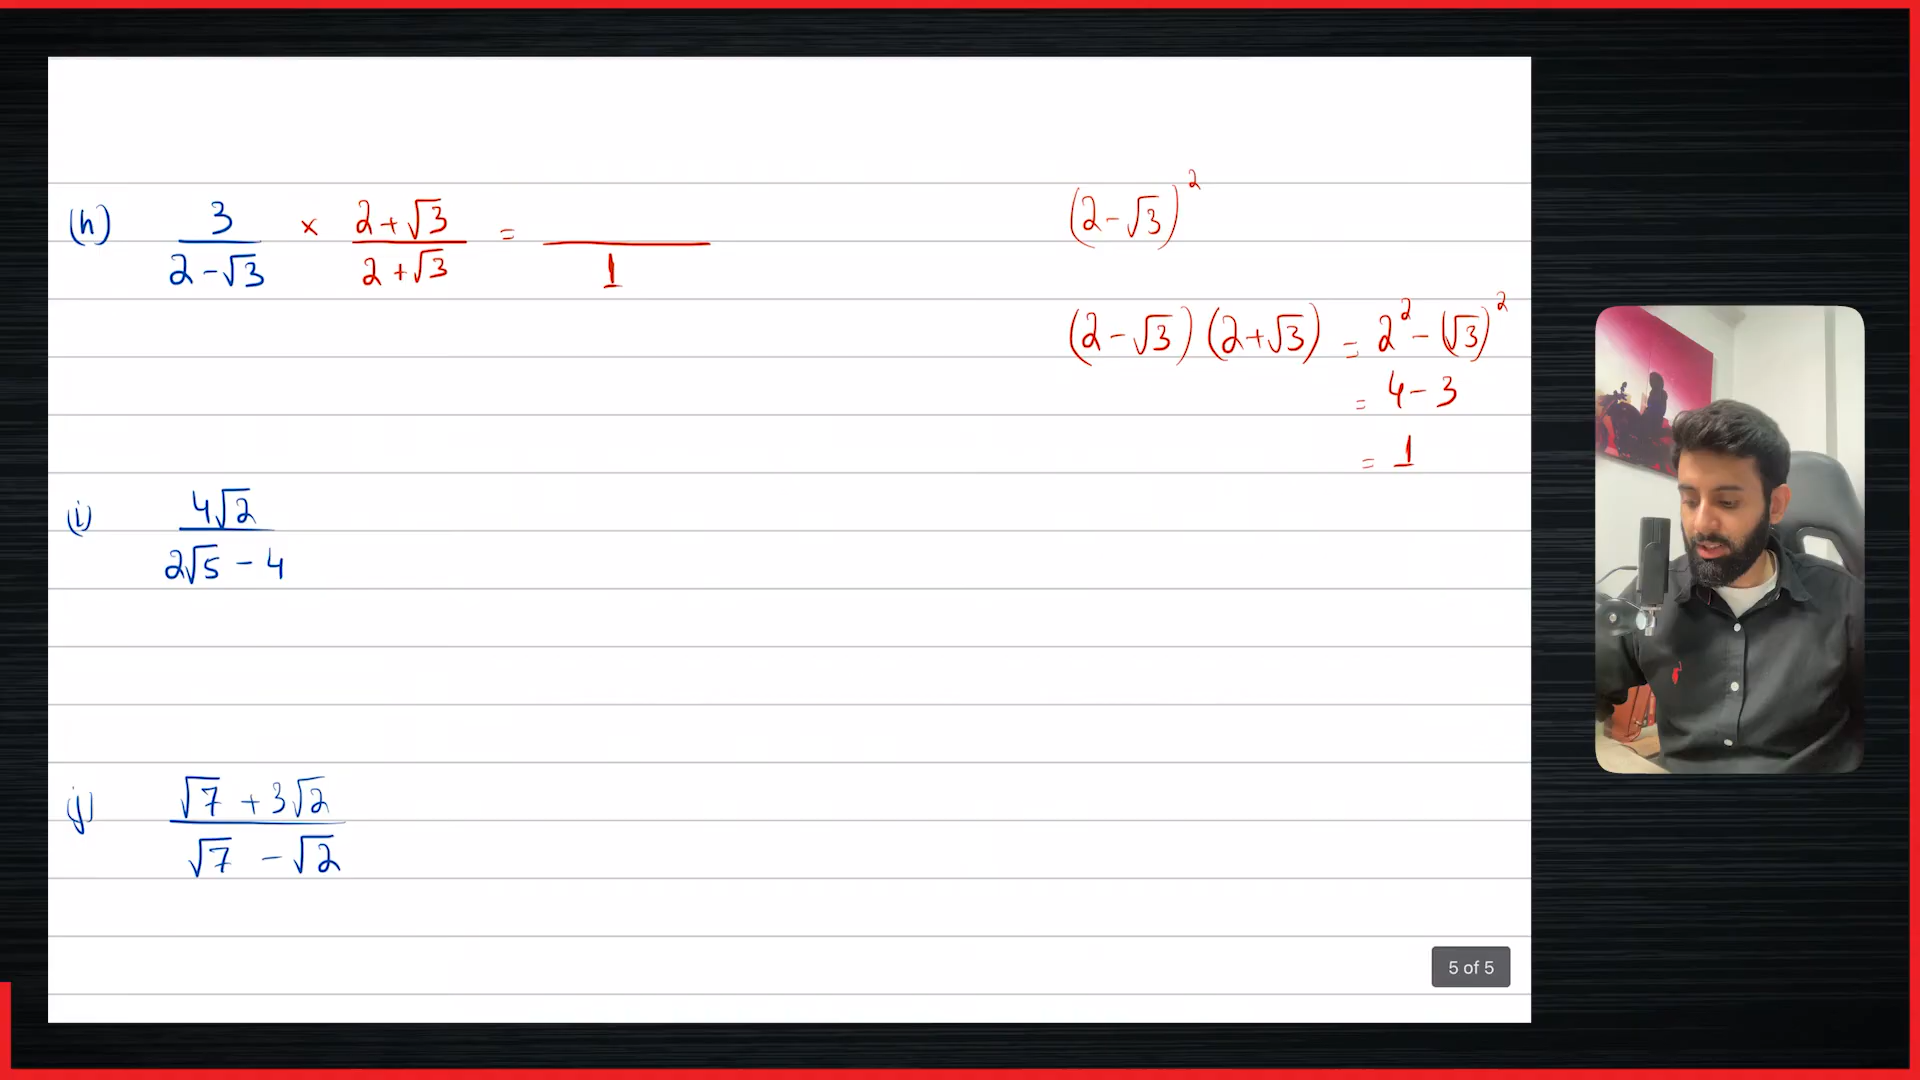 (h) 3 / 2 - √3 × 2 + √3 / 2 + √3 = / 1
(2 - √3)²
(2 - √3)(2 + √3) = 2² - (√3)²
= 4 - 3
= 1
(i) 4√2 / 2√5 - 4
(j) √7 + 3√2 / √7 - √2
5 of 5